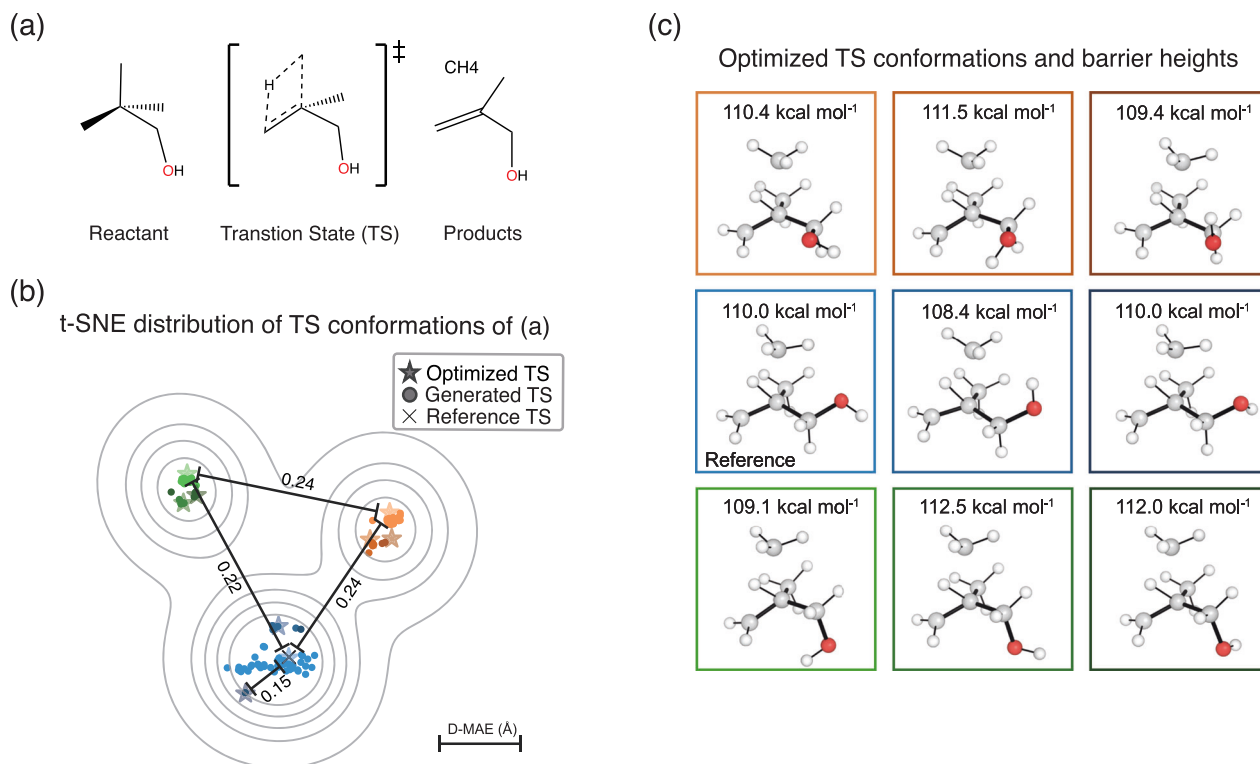 (a)
H
‡
CH4
OH
OH
OH
Reactant
Transtion State (TS)
Products
(b)
t-SNE distribution of TS conformations of (a)
Optimized TS
Generated TS
Reference TS
0.24
0.22
0.24
0.15
D-MAE (Å)
(c)
Optimized TS conformations and barrier heights
110.4 kcal mol⁻¹
111.5 kcal mol⁻¹
109.4 kcal mol⁻¹
110.0 kcal mol⁻¹
108.4 kcal mol⁻¹
110.0 kcal mol⁻¹
Reference
109.1 kcal mol⁻¹
112.5 kcal mol⁻¹
112.0 kcal mol⁻¹